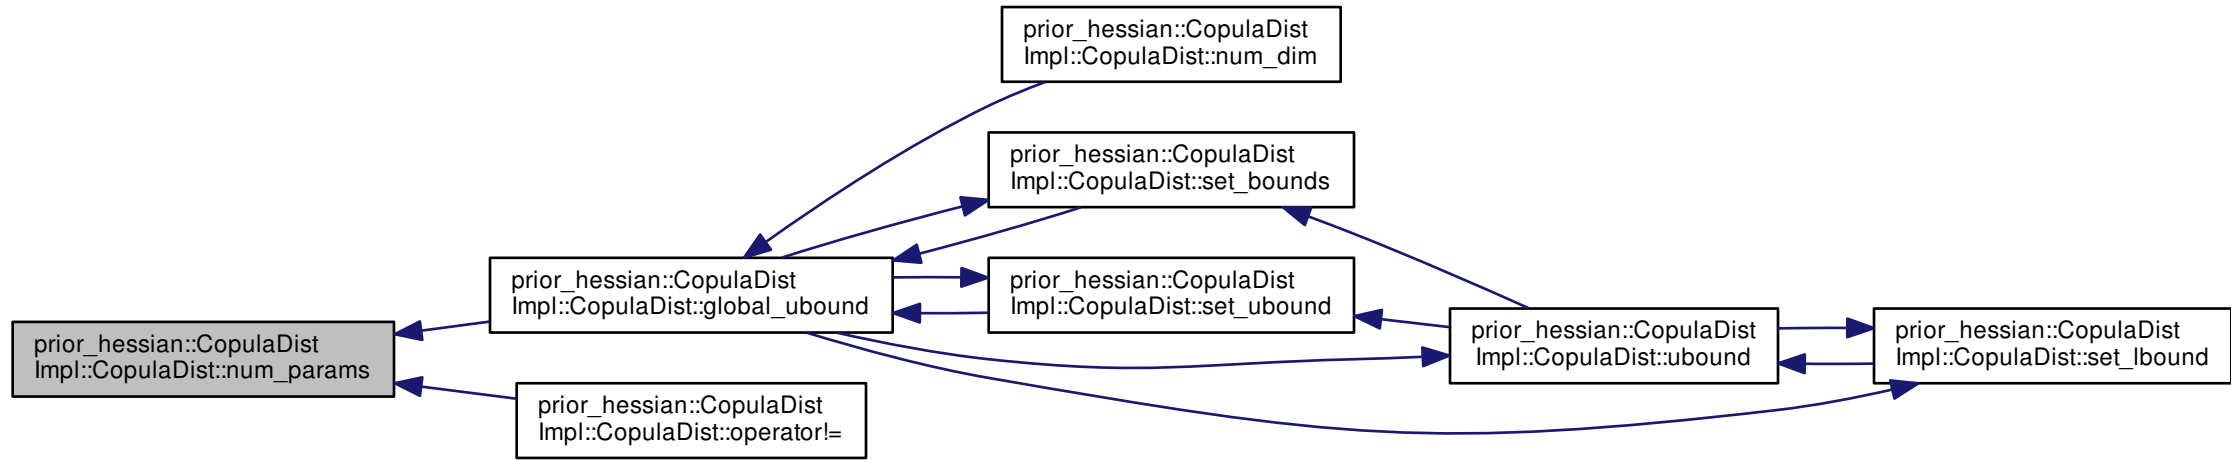 prior_hessian::CopulaDist
Impl::CopulaDist::num_dim
prior_hessian::CopulaDist
Impl::CopulaDist::set_bounds
prior_hessian::CopulaDist
Impl::CopulaDist::global_ubound
prior_hessian::CopulaDist
Impl::CopulaDist::set_ubound
prior_hessian::CopulaDist
Impl::CopulaDist::ubound
prior_hessian::CopulaDist
Impl::CopulaDist::set_lbound
prior_hessian::CopulaDist
Impl::CopulaDist::num_params
prior_hessian::CopulaDist
Impl::CopulaDist::operator!=